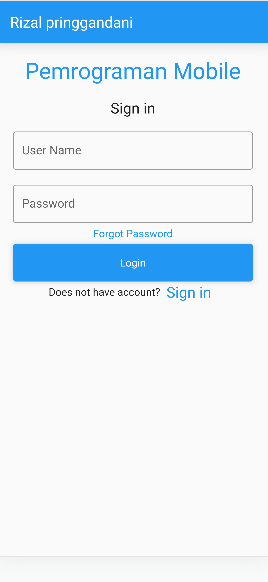 Rizal pringgandani
Pemrograman Mobile
Sign in
User Name
Password
Forgot Password
Login
Does not have account? Sign in